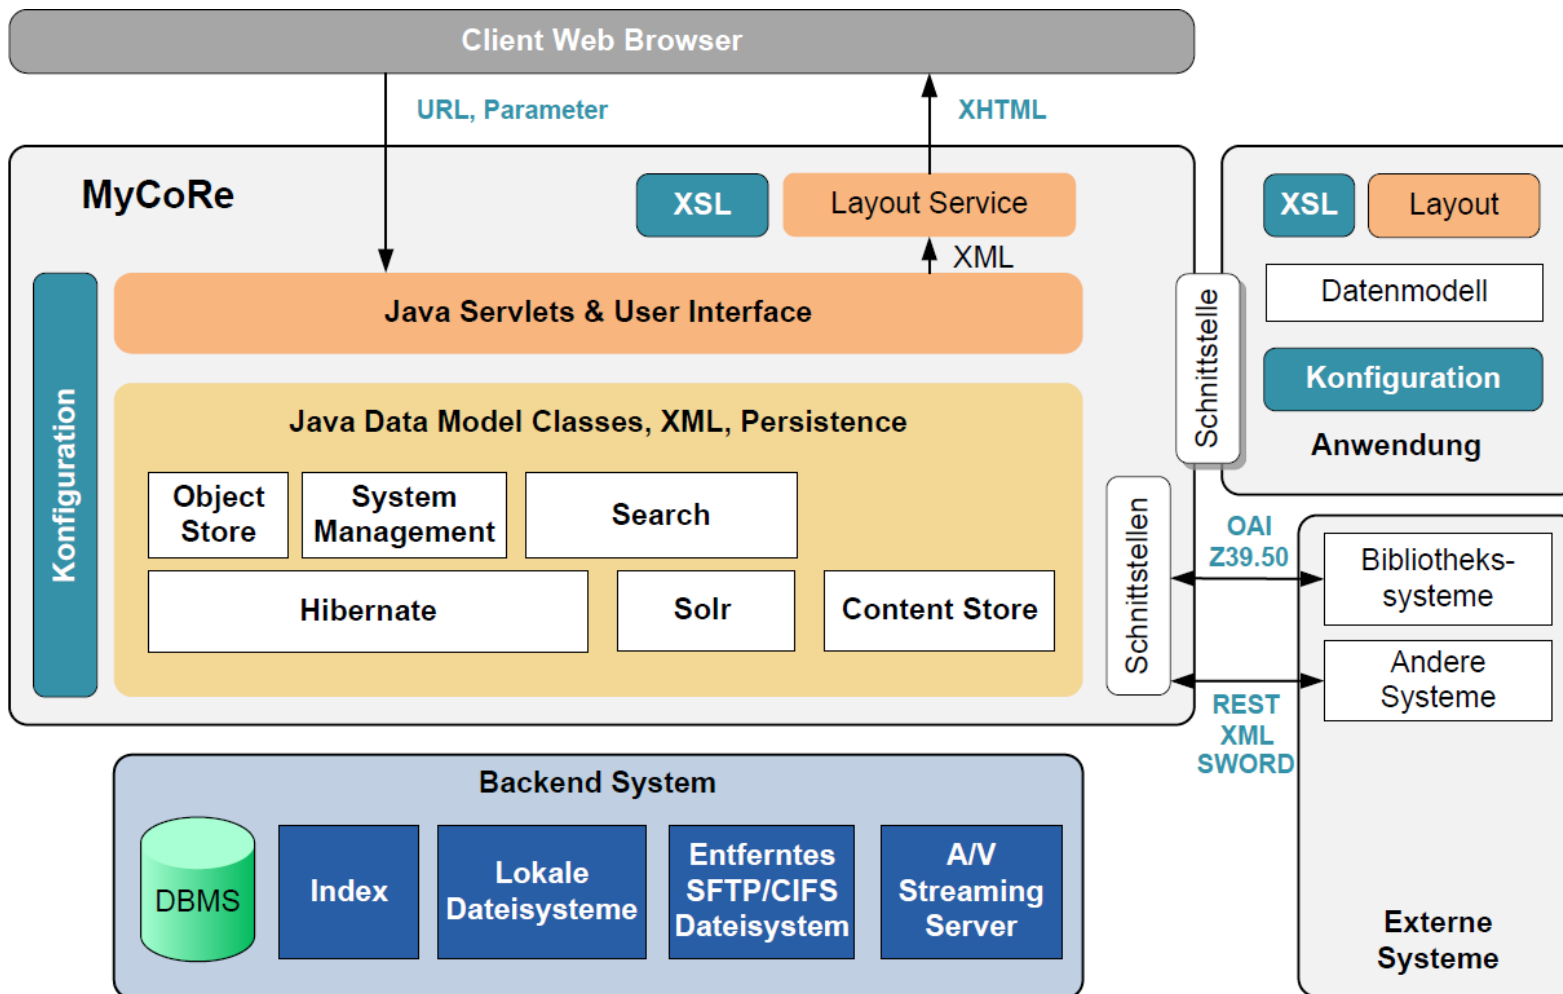 Client Web Browser
URL, Parameter
XHTML
MyCoRe
XSL
Layout Service
XML
Konfiguration
Java Servlets & User Interface
Java Data Model Classes, XML, Persistence
Object
Store
System
Management
Search
Hibernate
Solr
Content Store
Schnittstelle
Schnittstellen
XSL
Layout
Datenmodell
Konfiguration
Anwendung
OAI
Z39.50
Bibliotheks-
systeme
Andere
Systeme
REST
XML
SWORD
Externe
Systeme
Backend System
DBMS
Index
Lokale
Dateisysteme
Entferntes
SFTP/CIFS
Dateisystem
A/V
Streaming
Server